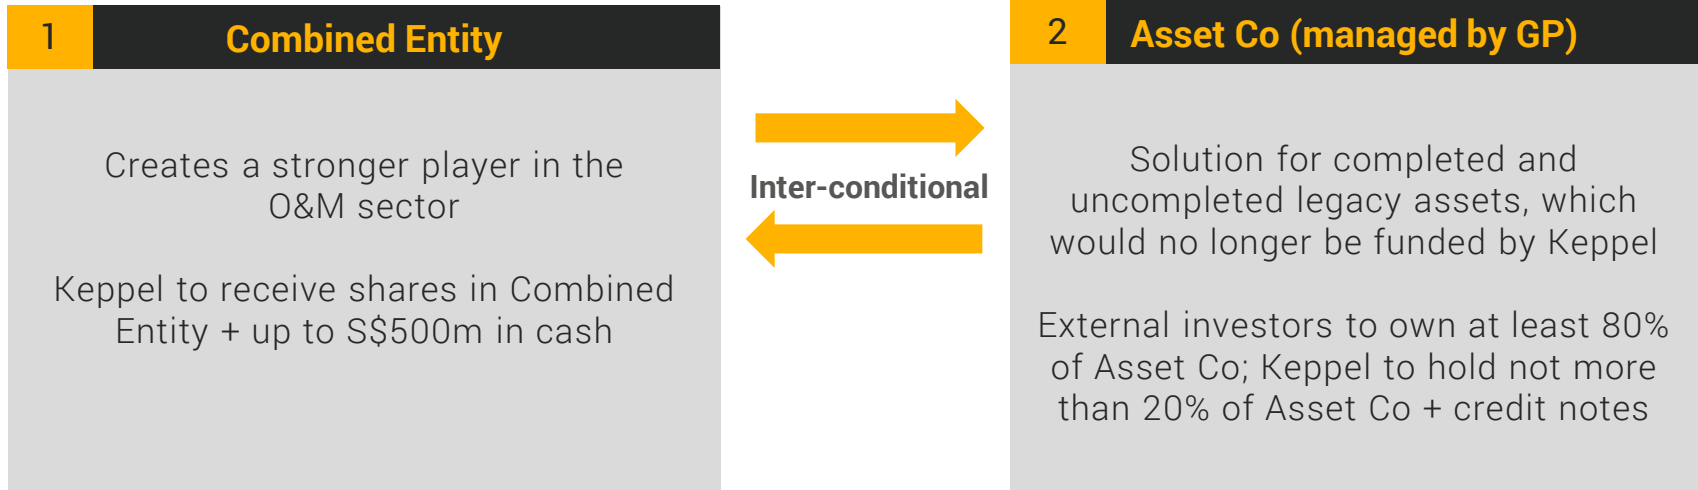 1
Combined Entity
Creates a stronger player in the
O&M sector
Keppel to receive shares in Combined
Entity + up to S$500m in cash
Inter-conditional
2
Asset Co (managed by GP)
Solution for completed and
uncompleted legacy assets, which
would no longer be funded by Keppel
External investors to own at least 80%
of Asset Co; Keppel to hold not more
than 20% of Asset Co + credit notes